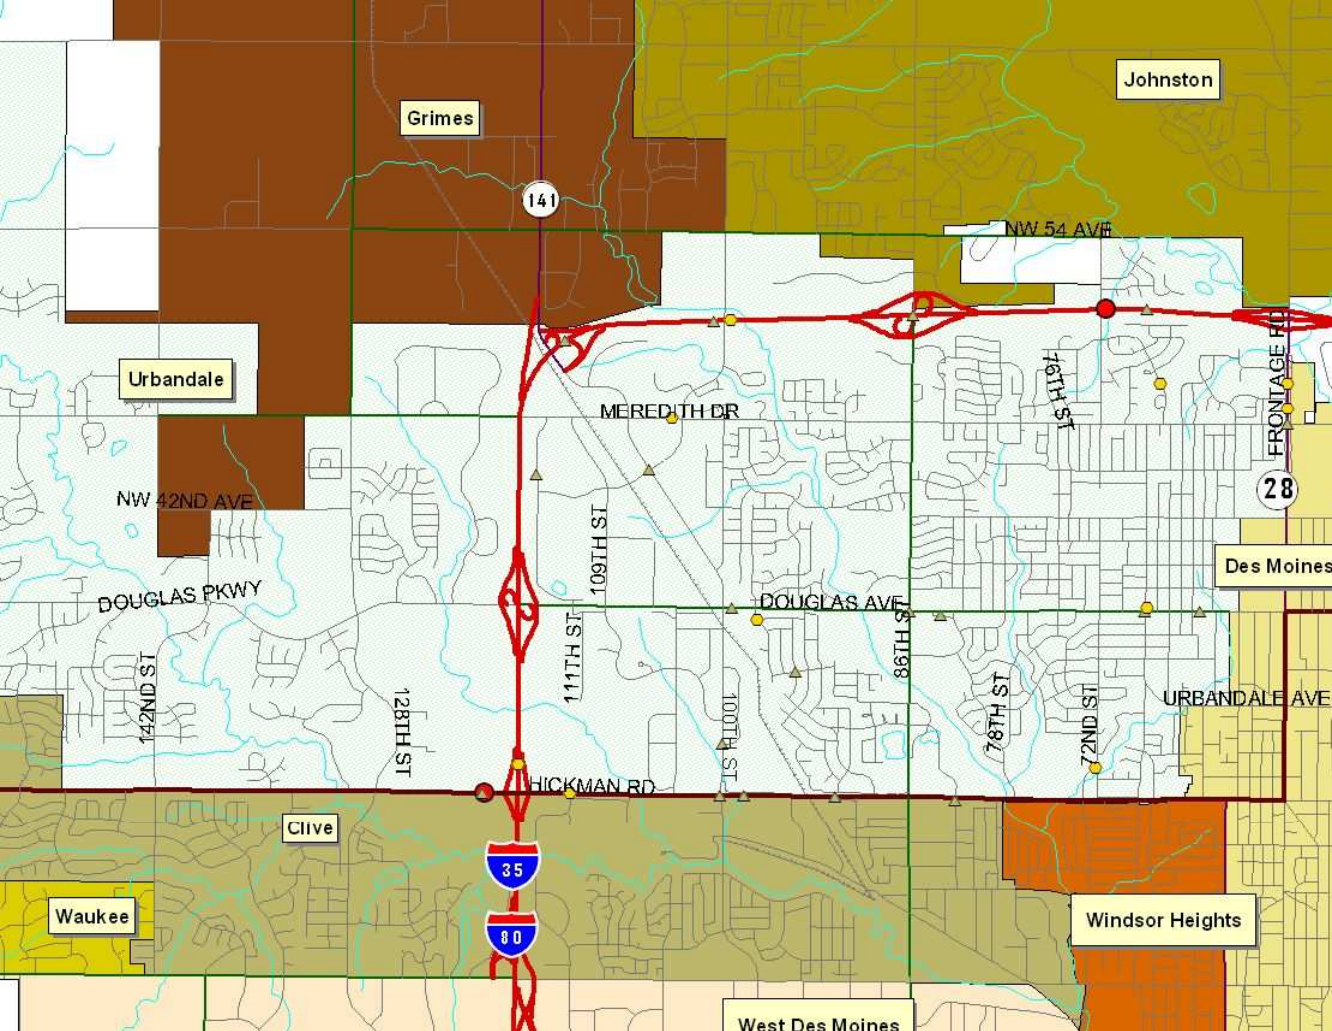 Johnston
Grimes
141
NW 54 AVE
Urbandale
76TH ST
FRONTAGE RD
MEREDITH DR
28
NW 42ND AVE
109TH ST
Des Moines
DOUGLAS PKWY
DOUGLAS AVE
86TH ST
111TH ST
142ND ST
128TH ST
100TH ST
78TH ST
72ND ST
URBANDALE AVE
HICKMAN RD
Clive
35
Waukee
80
Windsor Heights
West Des Moines